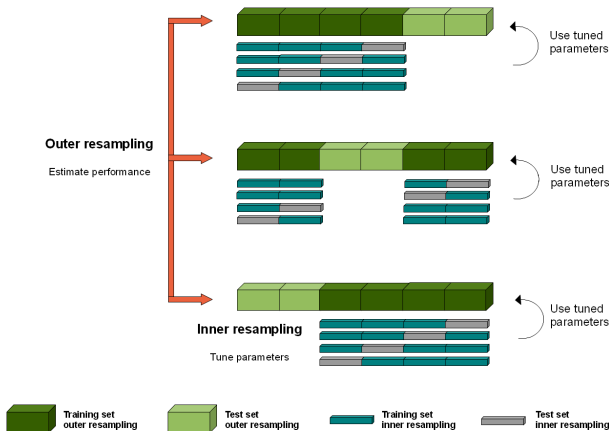 Use tuned
parameters
Outer resampling
Estimate performance
Use tuned
parameters
Use tuned
parameters
Inner resampling
Tune parameters
Training set
outer resampling
Test set
outer resampling
Training set
inner resampling
Test set
inner resampling